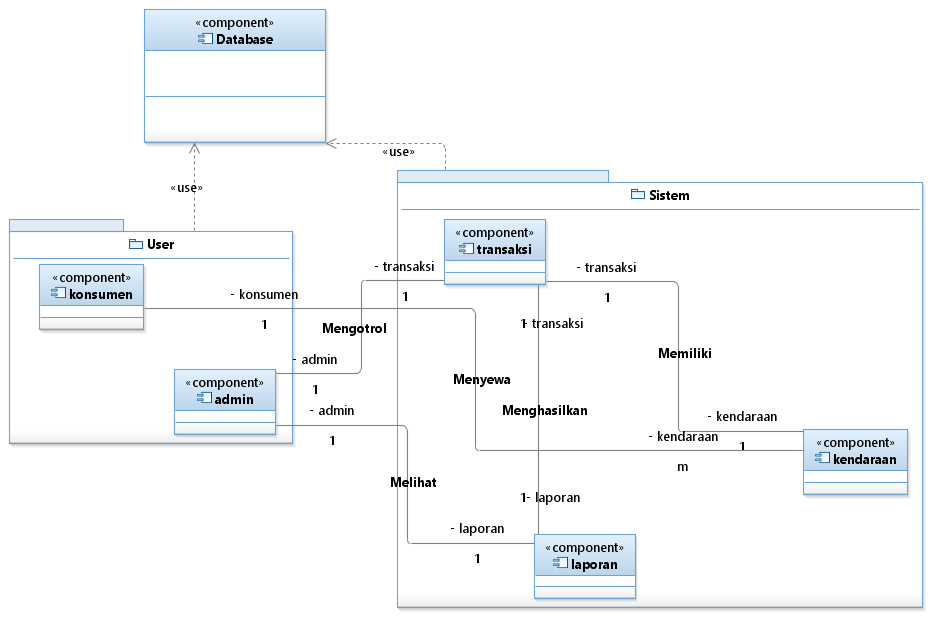 «component»
Database
«use»
«use»
Sistem
User
«component»
transaksi
«component»
konsumen
- transaksi
1
- transaksi
1
- konsumen
1
Mengotrol
1
- transaksi
Memiliki
- admin
1
«component»
admin
Menyewa
- admin
1
Menghasilkan
- kendaraan
1
- kendaraan
m
«component»
kendaraan
Melihat
1
- laporan
- laporan
1
«component»
laporan